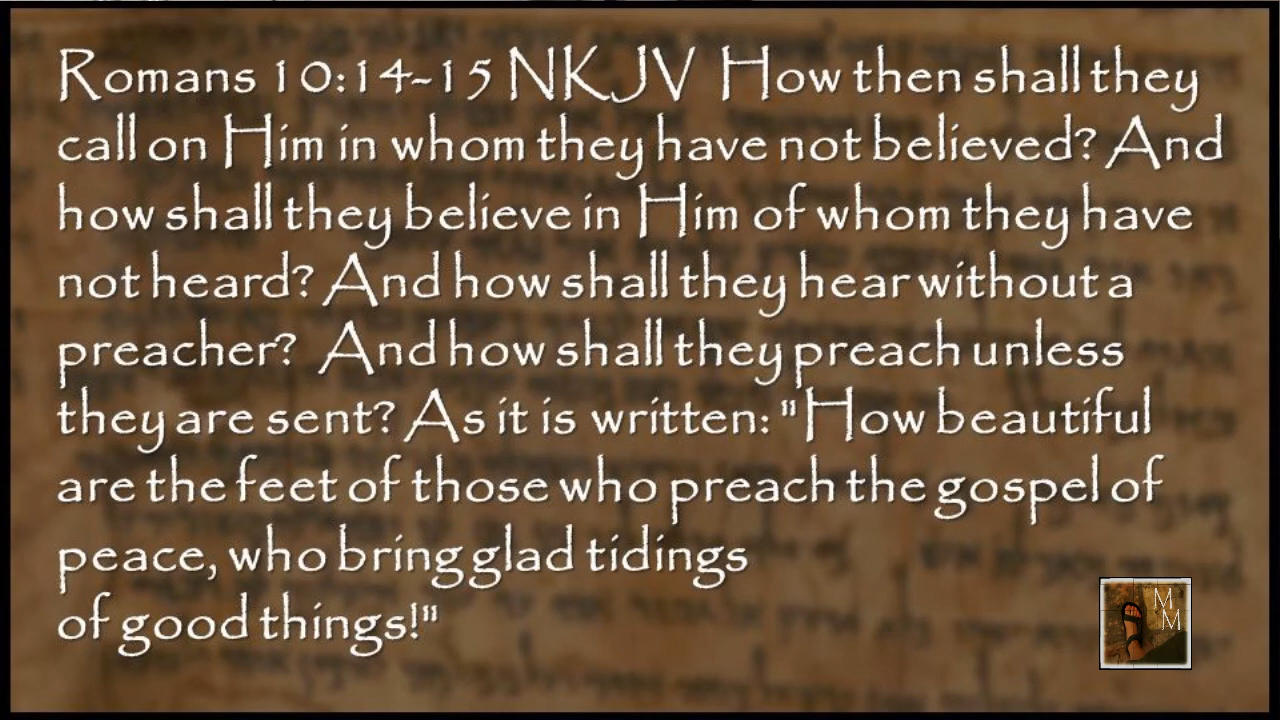 Romans 10:14-15 NKJV  How then shall they
call on Him in whom they have not believed? And
how shall they believe in Him of whom they have
not heard? And how shall they hear without a
preacher?  And how shall they preach unless
they are sent? As it is written: "How beautiful
are the feet of those who preach the gospel of
peace, who bring glad tidings
of good things!"
M
M